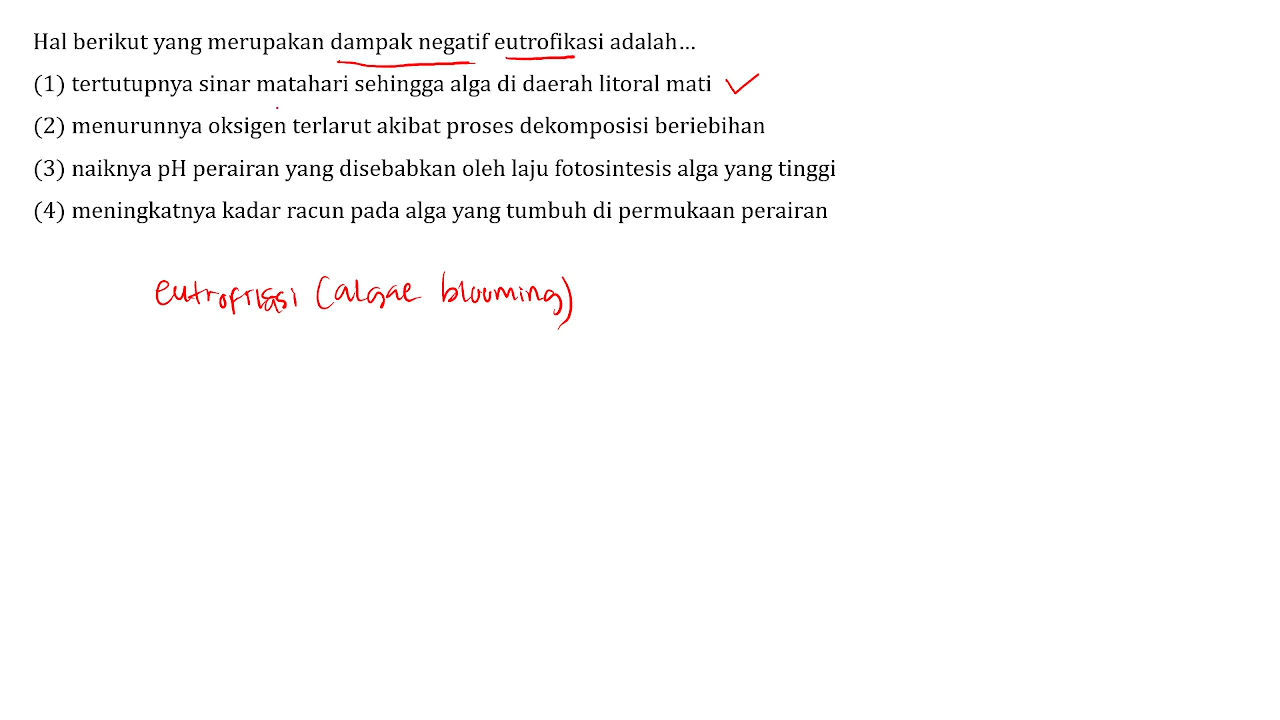 Hal berikut yang merupakan dampak negatif eutrofikasi adalah…
(1) tertutupnya sinar matahari sehingga alga di daerah litoral mati
(2) menurunnya oksigen terlarut akibat proses dekomposisi beriebihan
(3) naiknya pH perairan yang disebabkan oleh laju fotosintesis alga yang tinggi
(4) meningkatnya kadar racun pada alga yang tumbuh di permukaan perairan
(algae blooming)